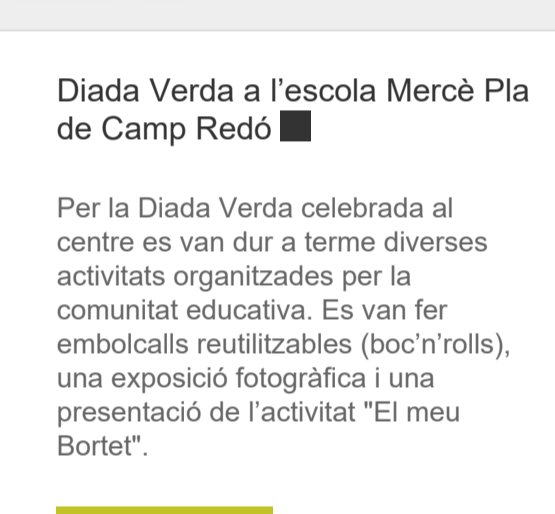 Diada Verda a l’escola Mercè Pla
de Camp Redó
Per la Diada Verda celebrada al
centre es van dur a terme diverses
activitats organitzades per la
comunitat educativa. Es van fer
embolcalls reutilitzables (boc’n’rolls),
una exposició fotogràfica i una
presentació de l’activitat "El meu
Bortet".